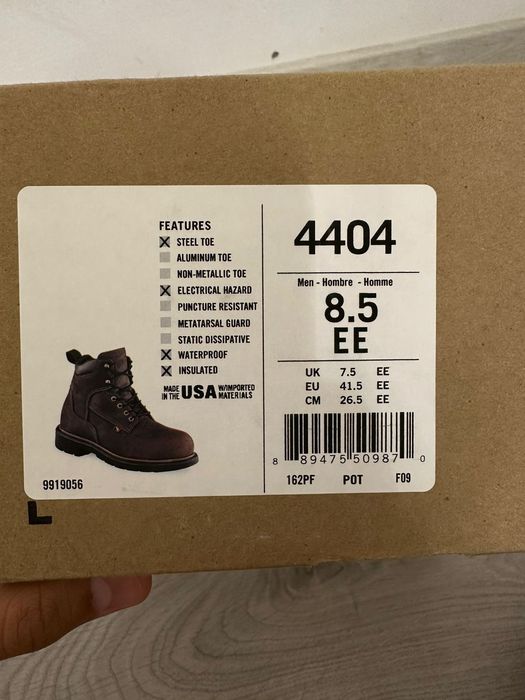 FEATURES
STEEL TOE
ALUMINUM TOE
NON-METALLIC TOE
ELECTRICAL HAZARD
PUNCTURE RESISTANT
METATARSAL GUARD
STATIC DISSIPATIVE
WATERPROOF
INSULATED
MADE IN THE USA W/IMPORTED MATERIALS
9919056
4404
Men - Hombre - Homme
8.5
EE
UK 7.5 EE
EU 41.5 EE
CM 26.5 EE
8 89475 50987 0
162PF POT F09
L